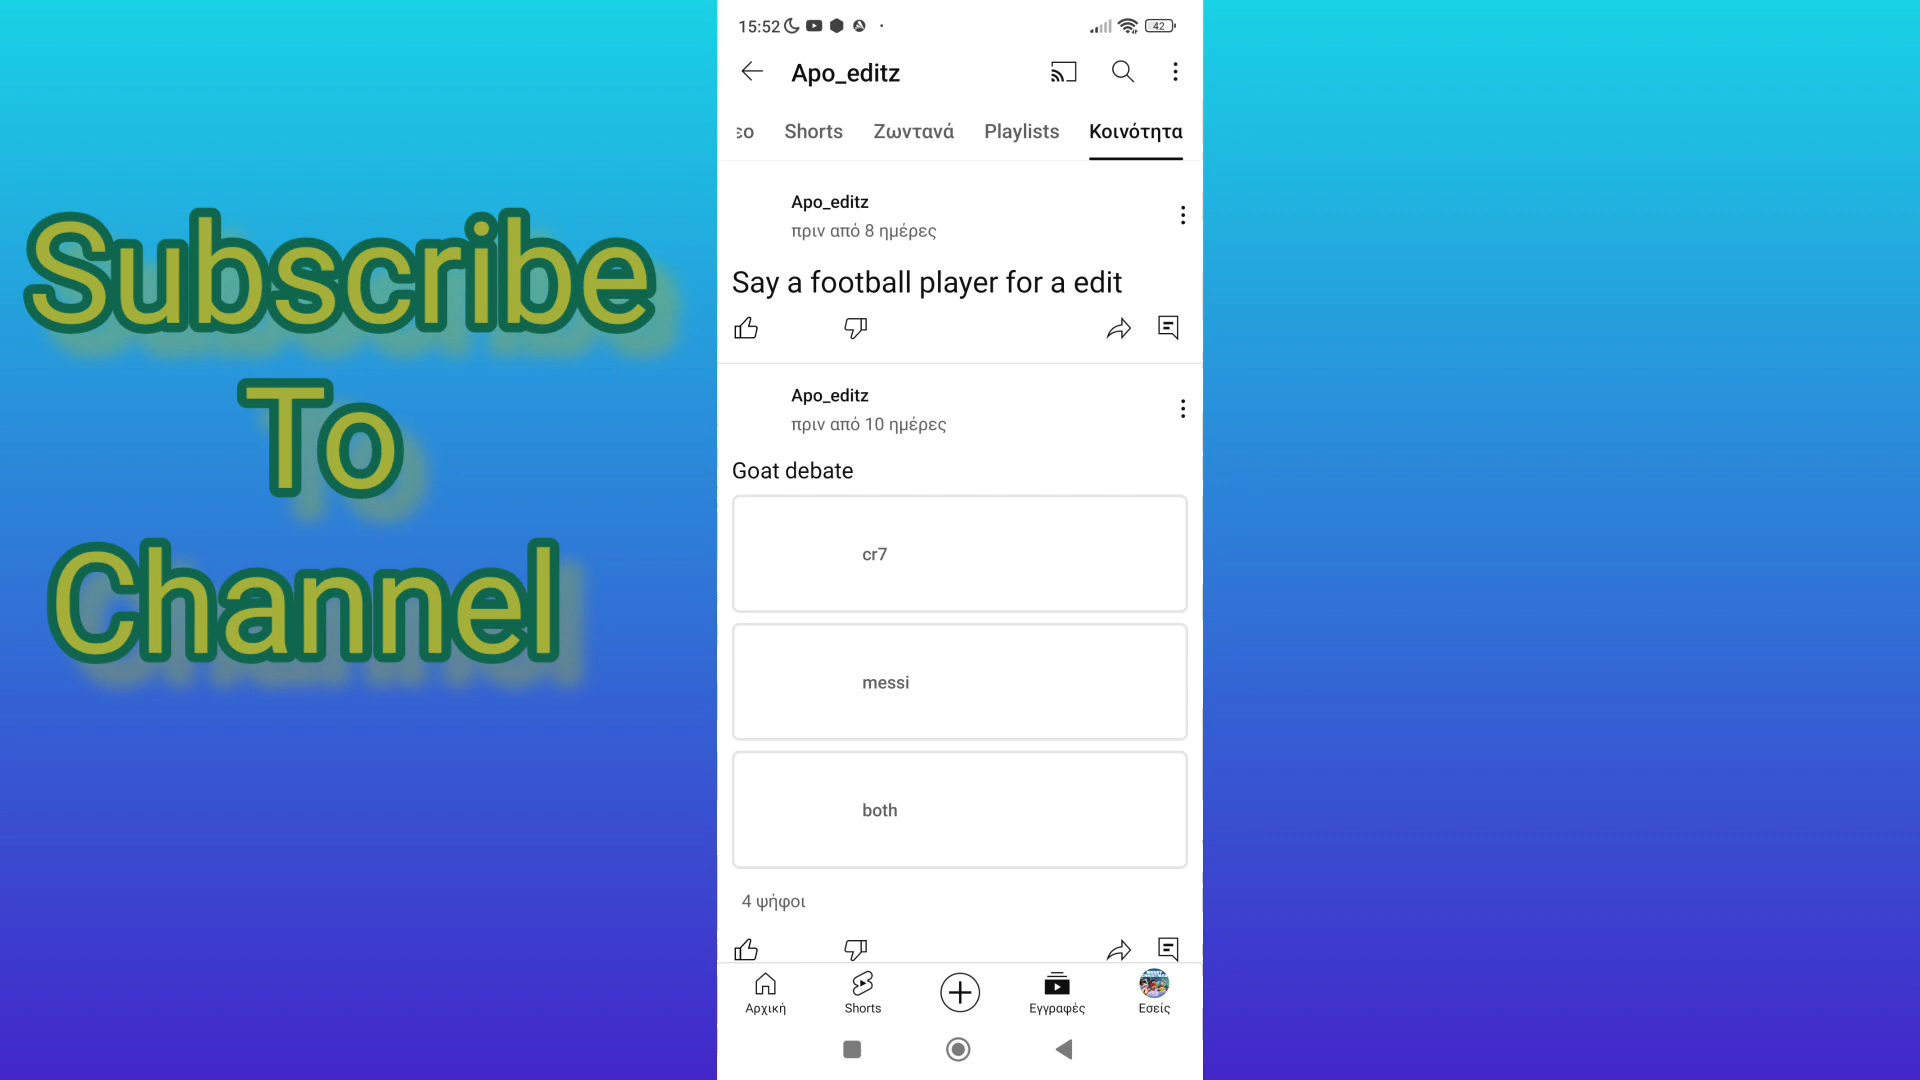 Subscribe
To
Channel
15:52
42
Apo_editz
εο Shorts Ζωντανά Playlists Κοινότητα
Apo_editz
πριν από 8 ημέρες
Say a football player for a edit
Apo_editz
πριν από 10 ημέρες
Goat debate
cr7
messi
both
4 ψήφοι
Αρχική Shorts Εγγραφές Εσείς